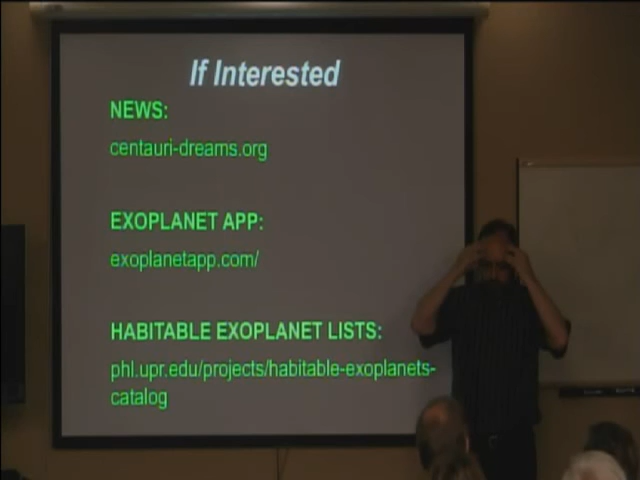 If Interested
NEWS:
centauri-dreams.org
EXOPLANET APP:
exoplanetapp.com/
HABITABLE EXOPLANET LISTS:
phl.upr.edu/projects/habitable-exoplanets-
catalog